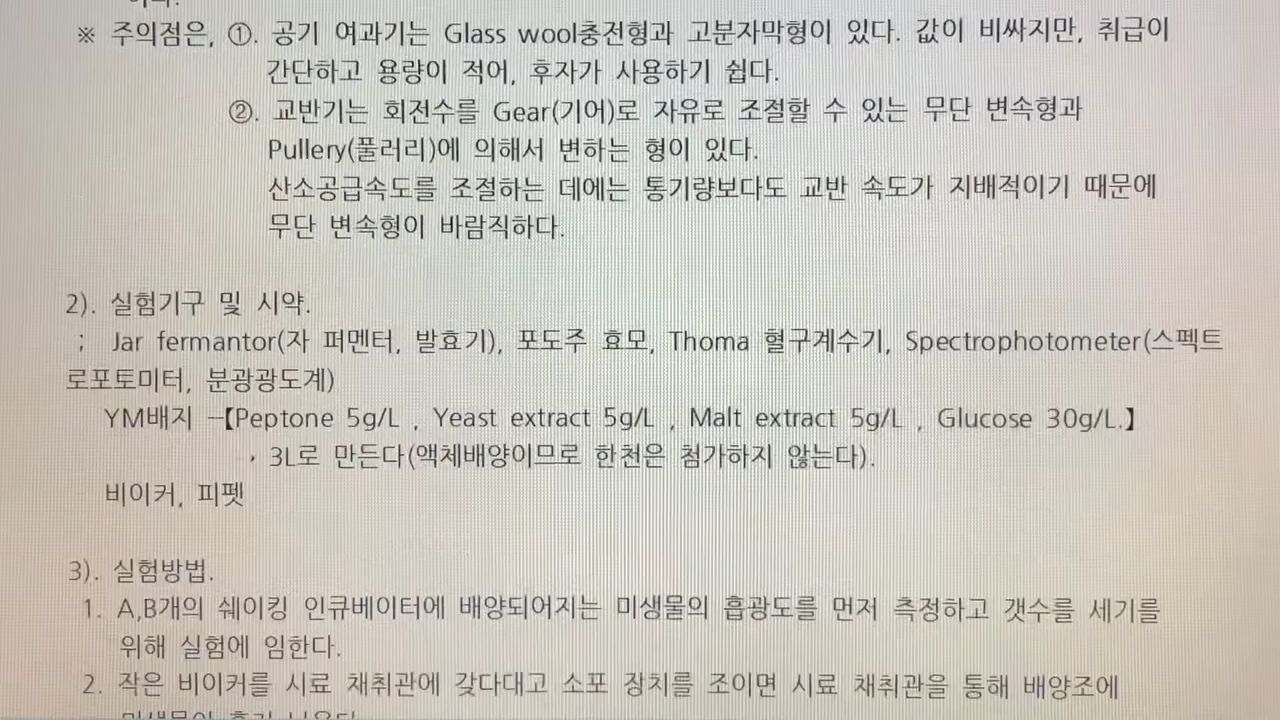 ※ 주의점은, ①. 공기 여과기는 Glass wool충전형과 고분자막형이 있다. 값이 비싸지만, 취급이
간단하고 용량이 적어, 후자가 사용하기 쉽다.
②. 교반기는 회전수를 Gear(기어)로 자유로 조절할 수 있는 무단 변속형과
Pullery(풀러리)에 의해서 변하는 형이 있다.
산소공급속도를 조절하는 데에는 통기량보다도 교반 속도가 지배적이기 때문에
무단 변속형이 바람직하다.
2). 실험기구 및 시약.
; Jar fermantor(자 퍼멘터, 발효기), 포도주 효모, Thoma 혈구계수기, Spectrophotometer(스펙트
로포토미터, 분광광도계)
YM배지 -【Peptone 5g/L , Yeast extract 5g/L , Malt extract 5g/L , Glucose 30g/L.】
, 3L로 만든다(액체배양이므로 한천은 첨가하지 않는다).
비이커, 피펫
3). 실험방법.
1. A,B개의 쉐이킹 인큐베이터에 배양되어지는 미생물의 흡광도를 먼저 측정하고 갯수를 세기를
위해 실험에 임한다.
2. 작은 비이커를 시료 채취관에 갖다대고 소포 장치를 조이면 시료 채취관을 통해 배양조에